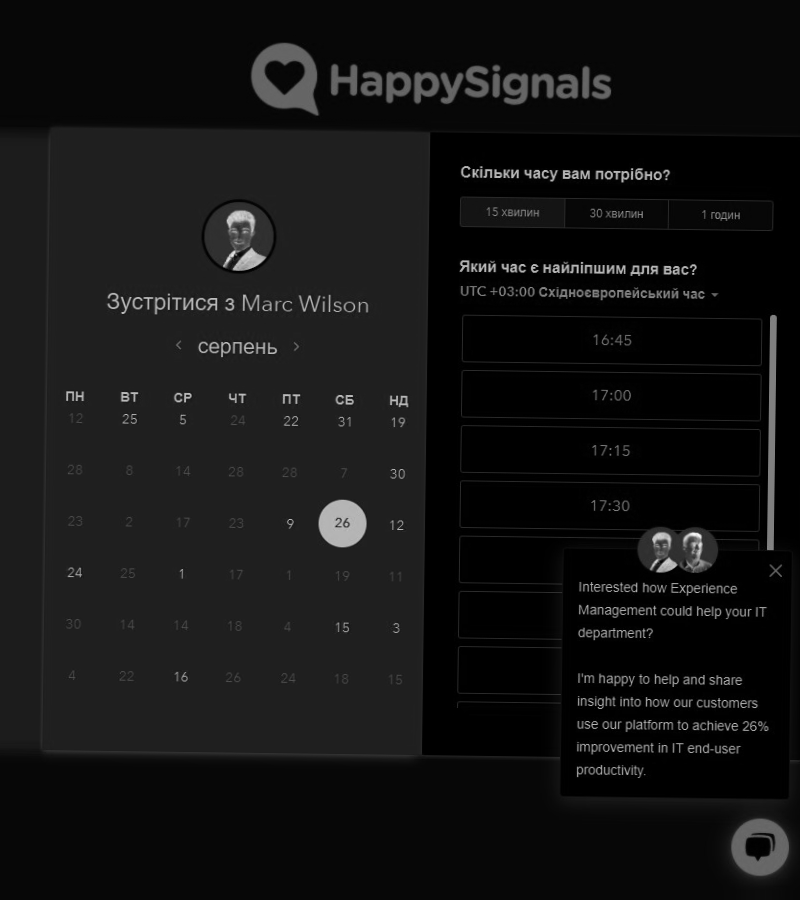 HappySignals
Зустрітися з Marc Wilson
серпень
ПН ВТ СР ЧТ ПТ СБ НД
12 25 5 24 22 31 19
28 8 14 28 28 7 30
23 2 17 23 9 26 12
24 25 1 17 1 19 11
30 14 14 18 4 15 3
4 22 16 26 24 18 15
Скільки часу вам потрібно?
15 хвилин 30 хвилин 1 годин
Який час є найліпшим для вас?
UTC +03:00 Східноєвропейський час
16:45
17:00
17:15
17:30
Interested how Experience
Management could help your IT
department?
I'm happy to help and share
insight into how our customers
use our platform to achieve 26%
improvement in IT end-user
productivity.